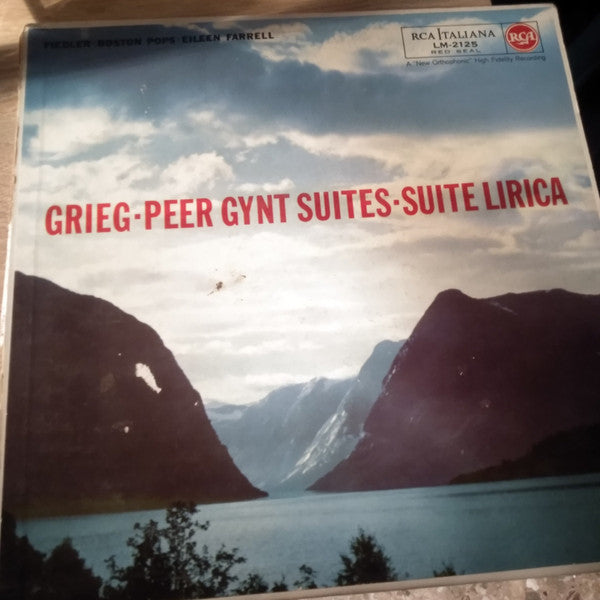 FIEDLER·BOSTON POPS·EILEEN FARRELL
RCA ITALIANA
LM-2125
RED SEAL
RCA
A "New Orthophonic" High Fidelity Recording
GRIEG·PEER GYNT SUITES·SUITE LIRICA